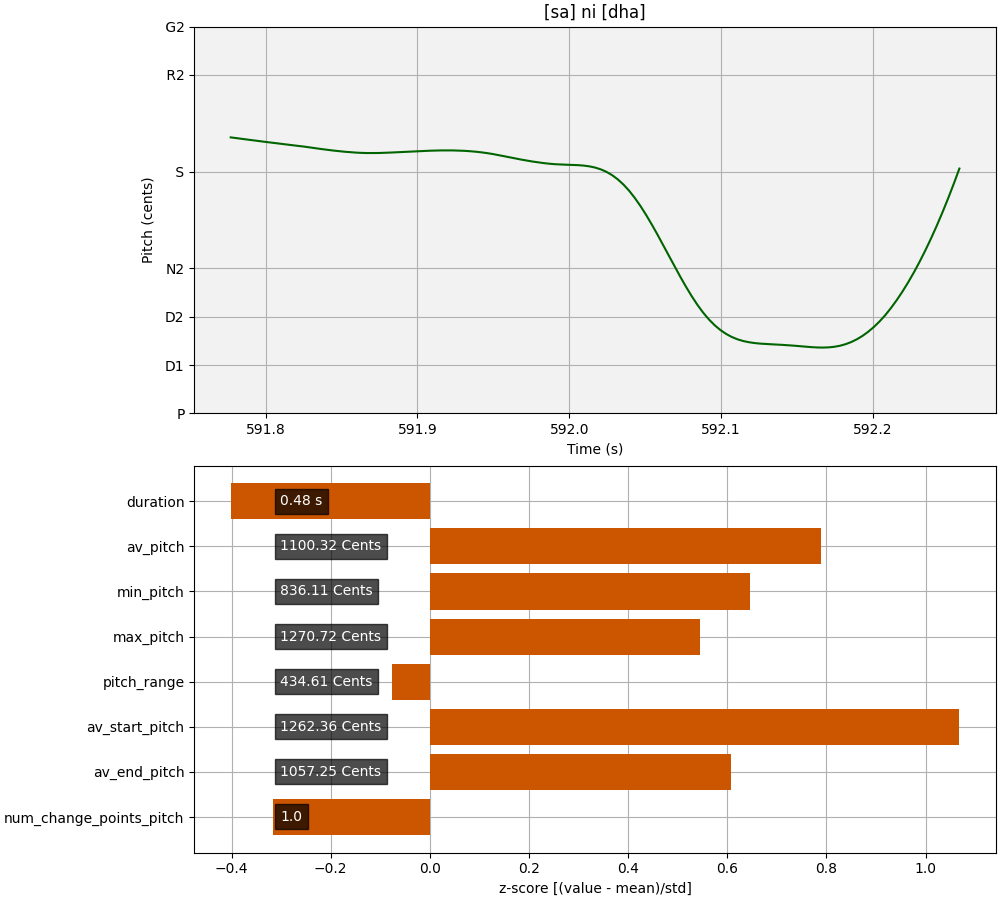 [sa] ni [dha]
G2
R2
S
N2
D2
D1
P
Pitch (cents)
591.8 591.9 592.0 592.1 592.2
Time (s)
duration 0.48 s
av_pitch 1100.32 Cents
min_pitch 836.11 Cents
max_pitch 1270.72 Cents
pitch_range 434.61 Cents
av_start_pitch 1262.36 Cents
av_end_pitch 1057.25 Cents
num_change_points_pitch 1.0
−0.4 −0.2 0.0 0.2 0.4 0.6 0.8 1.0
z-score [(value - mean)/std]